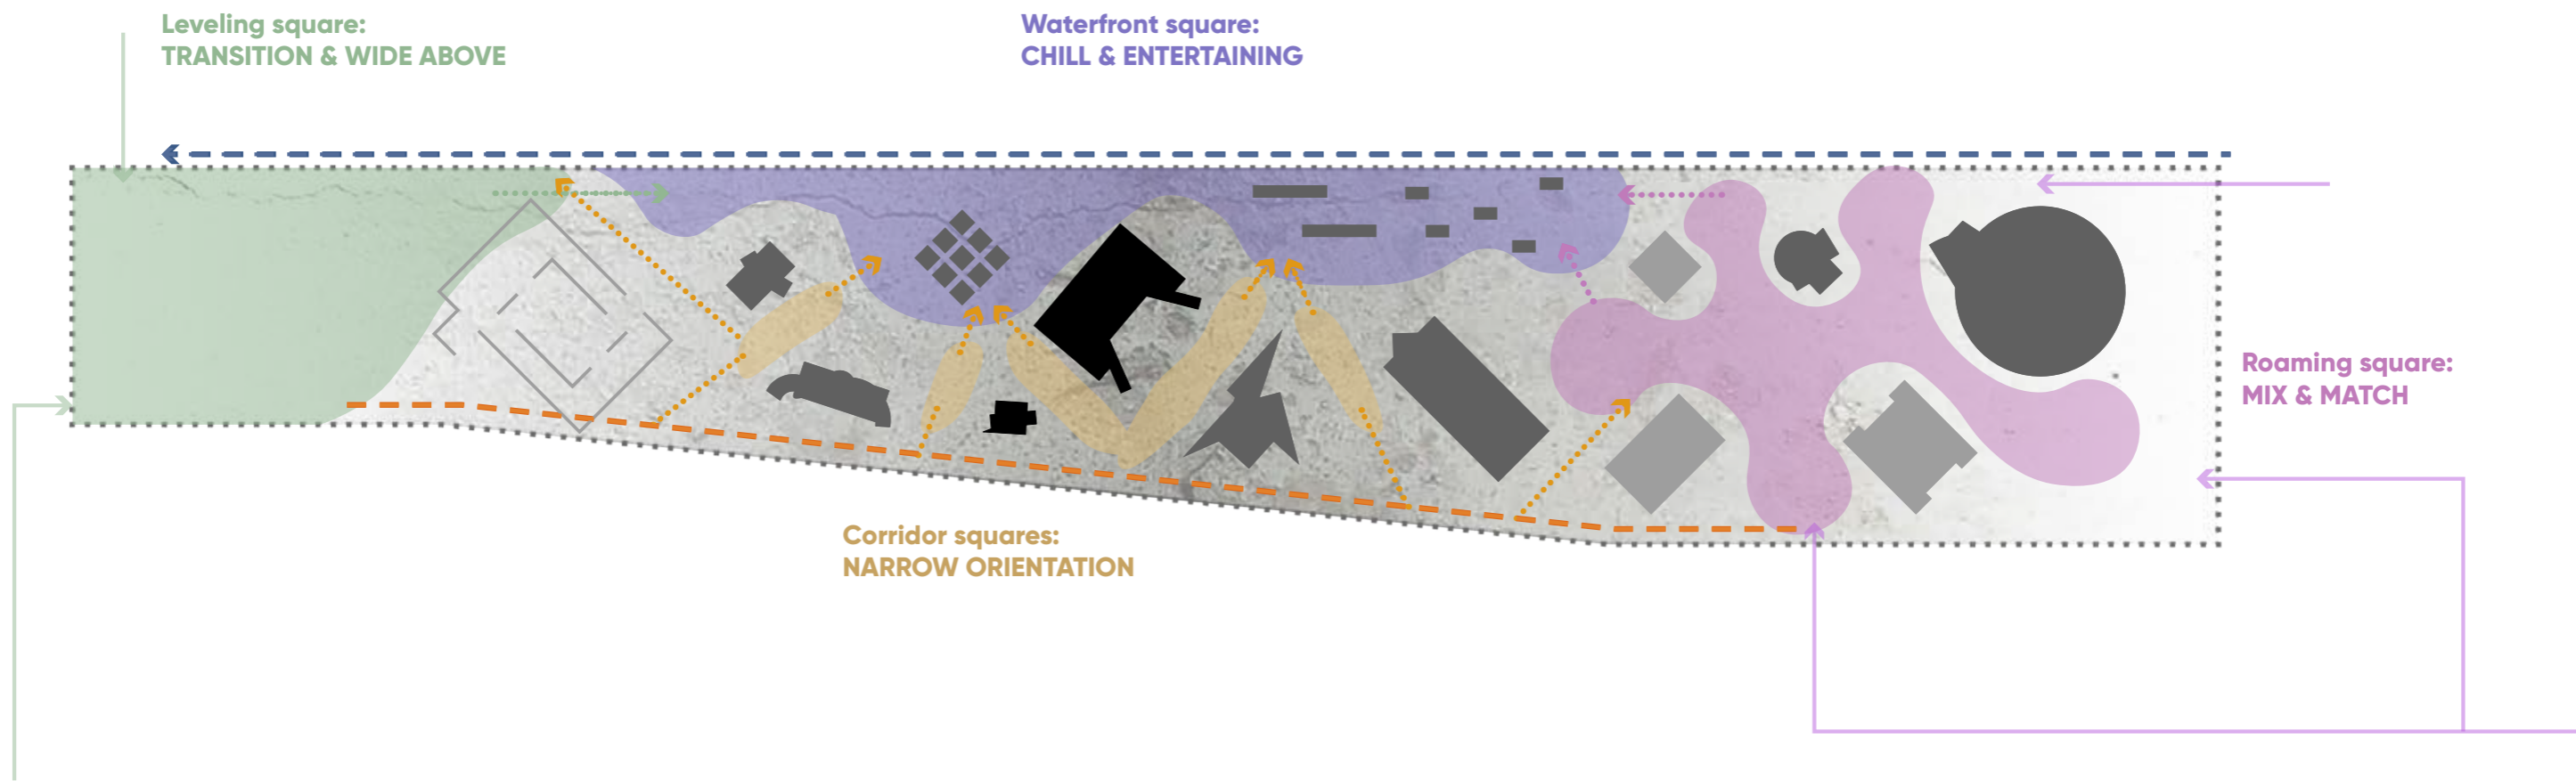 Leveling square:
TRANSITION & WIDE ABOVE
Waterfront square:
CHILL & ENTERTAINING
Roaming square:
MIX & MATCH
Corridor squares:
NARROW ORIENTATION